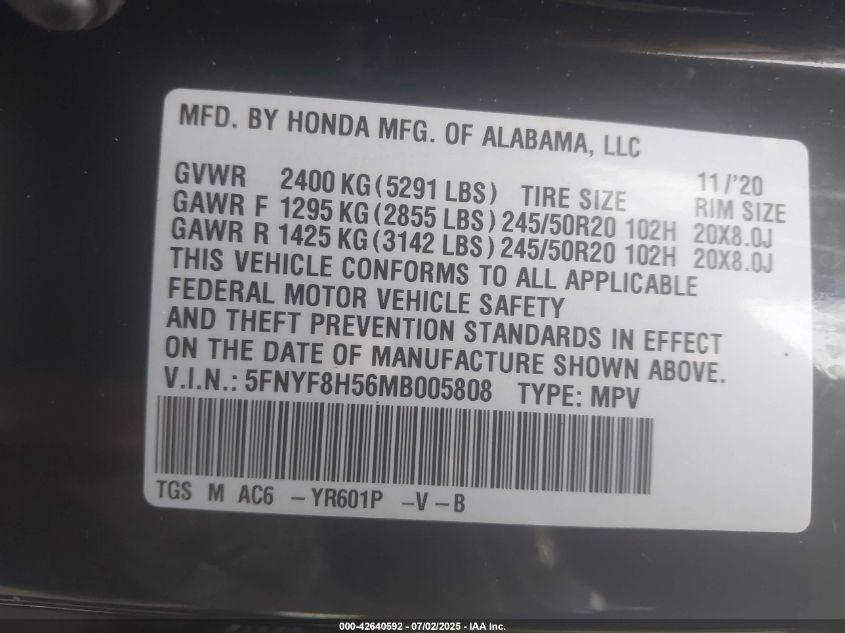 MFD. BY HONDA MFG. OF ALABAMA, LLC
11/'20
GVWR 2400 KG (5291 LBS) TIRE SIZE RIM SIZE
GAWR F 1295 KG (2855 LBS) 245/50R20 102H 20X8.0J
GAWR R 1425 KG (3142 LBS) 245/50R20 102H 20X8.0J
THIS VEHICLE CONFORMS TO ALL APPLICABLE
FEDERAL MOTOR VEHICLE SAFETY
AND THEFT PREVENTION STANDARDS IN EFFECT
ON THE DATE OF MANUFACTURE SHOWN ABOVE.
V.I.N.: 5FNYF8H56MB005808 TYPE: MPV
TGS M AC6 – YR601P –V – B
000-42640592 - 07/02/2025 - IAA Inc.